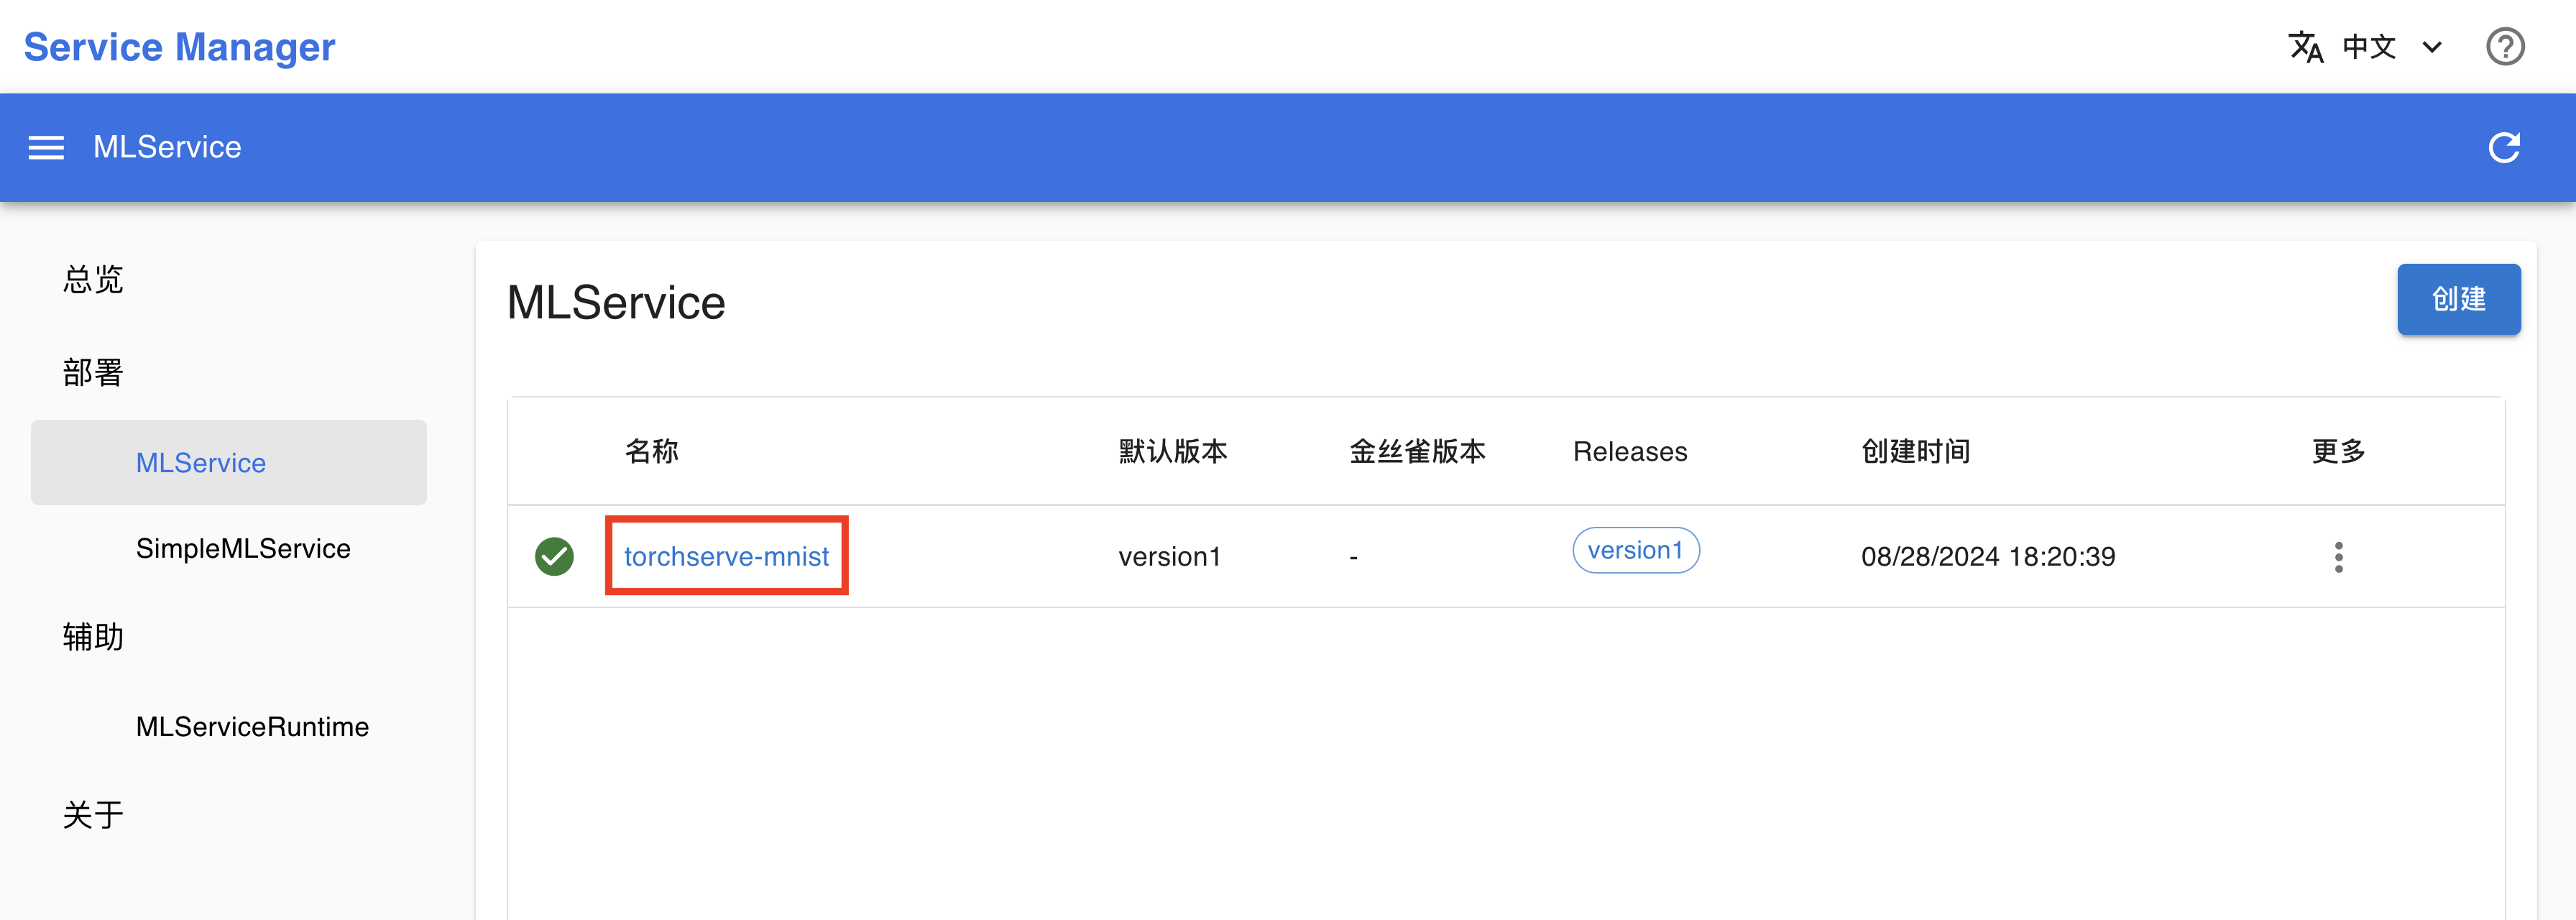 Service Manager
中文
MLService
总览
部署
MLService
SimpleMLService
辅助
MLServiceRuntime
关于
MLService
创建
名称 默认版本 金丝雀版本 Releases 创建时间 更多
torchserve-mnist version1 - version1 08/28/2024 18:20:39